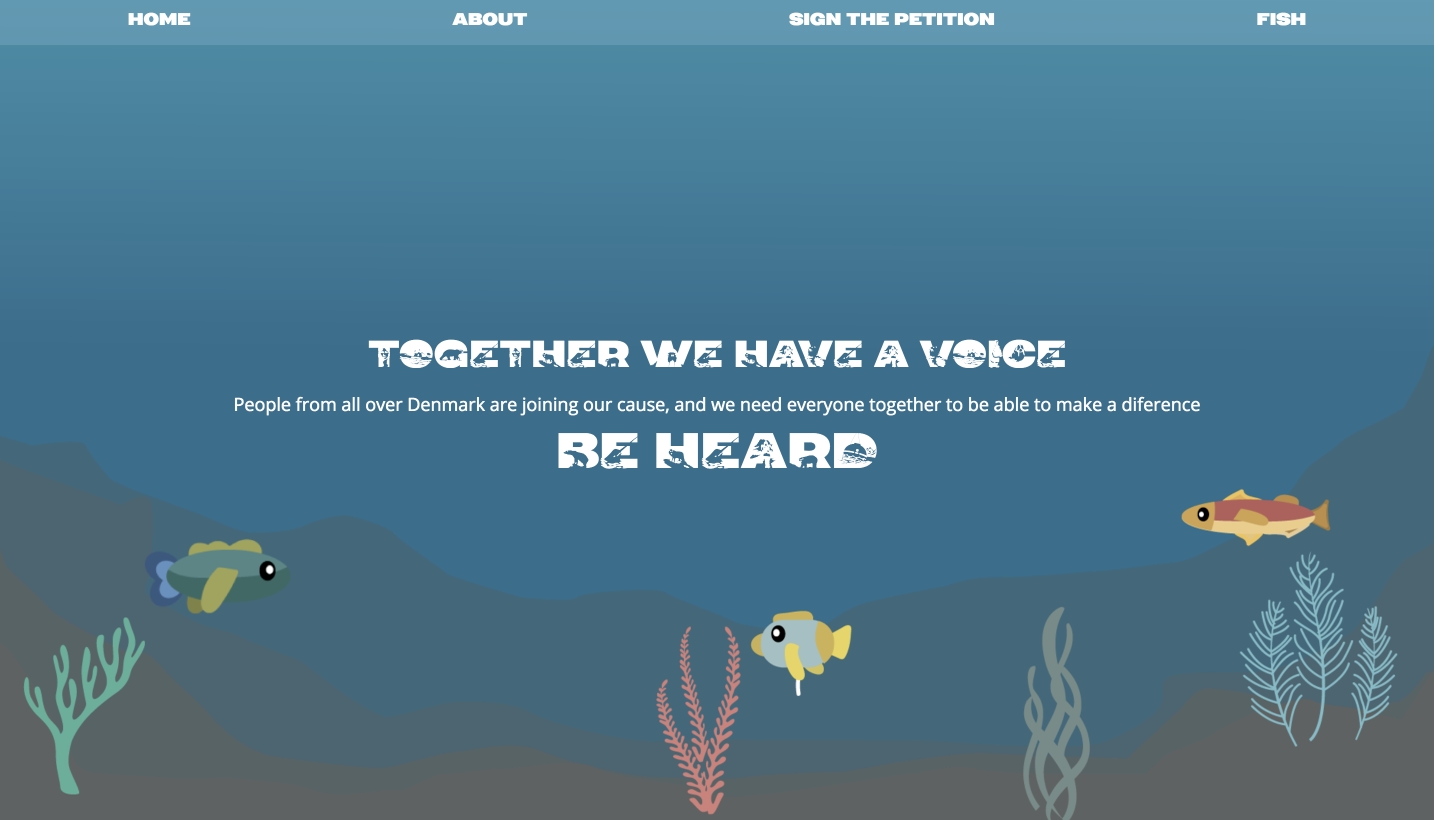 HOME ABOUT SIGN THE PETITION FISH
TOGETHER WE HAVE A VOICE
People from all over Denmark are joining our cause, and we need everyone together to be able to make a diference
BE HEARD